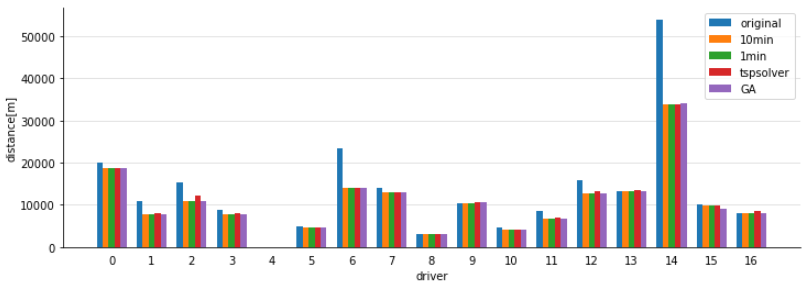 distance[m]
50000
40000
30000
20000
10000
0
original
10min
1min
tspsolver
GA
0 1 2 3 4 5 6 7 8 9 10 11 12 13 14 15 16
driver